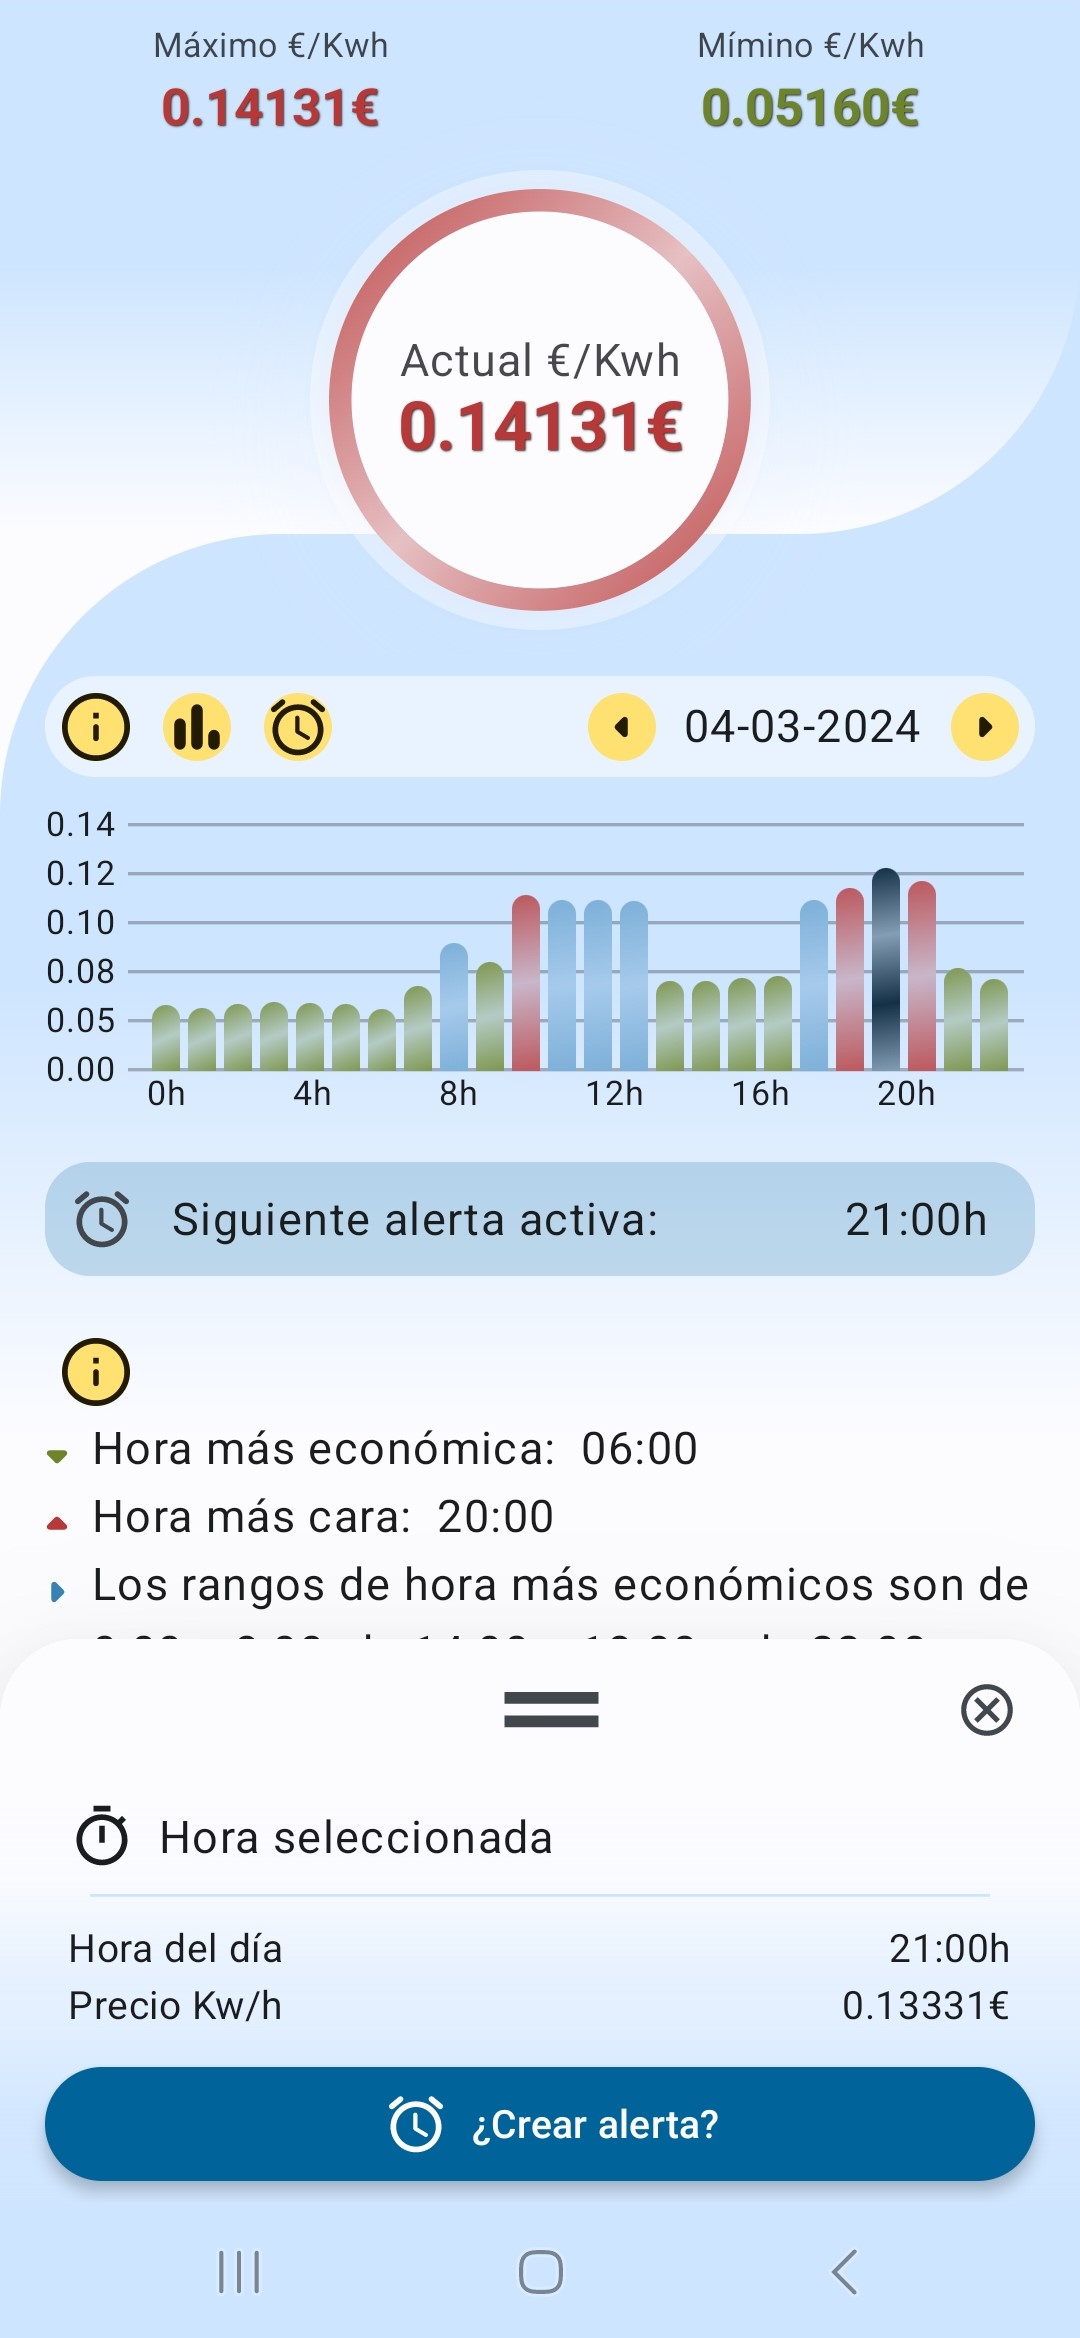 Máximo €/Kwh
Mímino €/Kwh
0.14131€
0.05160€
Actual €/Kwh
0.14131€
04-03-2024
0.14
0.12
0.10
0.08
0.05
0.00
0h 4h 8h 12h 16h 20h
Siguiente alerta activa: 21:00h
Hora más económica: 06:00
Hora más cara: 20:00
Los rangos de hora más económicos son de
Hora seleccionada
Hora del día 21:00h
Precio Kw/h 0.13331€
¿Crear alerta?